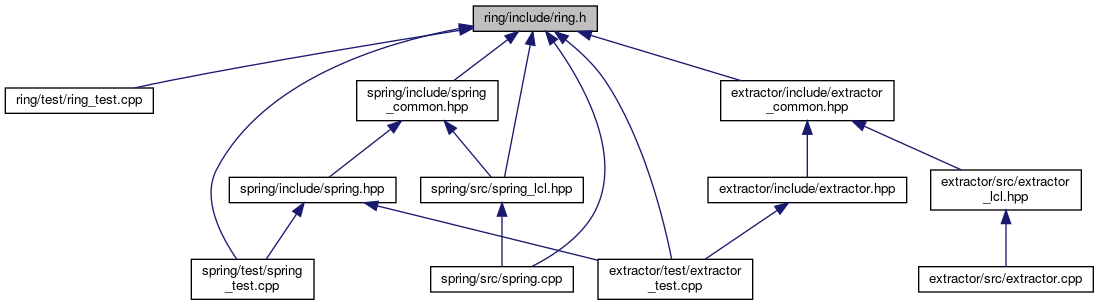 ring/include/ring.h
ring/test/ring_test.cpp
spring/include/spring
_common.hpp
extractor/include/extractor
_common.hpp
spring/include/spring.hpp
spring/src/spring_lcl.hpp
extractor/include/extractor.hpp
extractor/src/extractor
_lcl.hpp
spring/test/spring
_test.cpp
spring/src/spring.cpp
extractor/test/extractor
_test.cpp
extractor/src/extractor.cpp